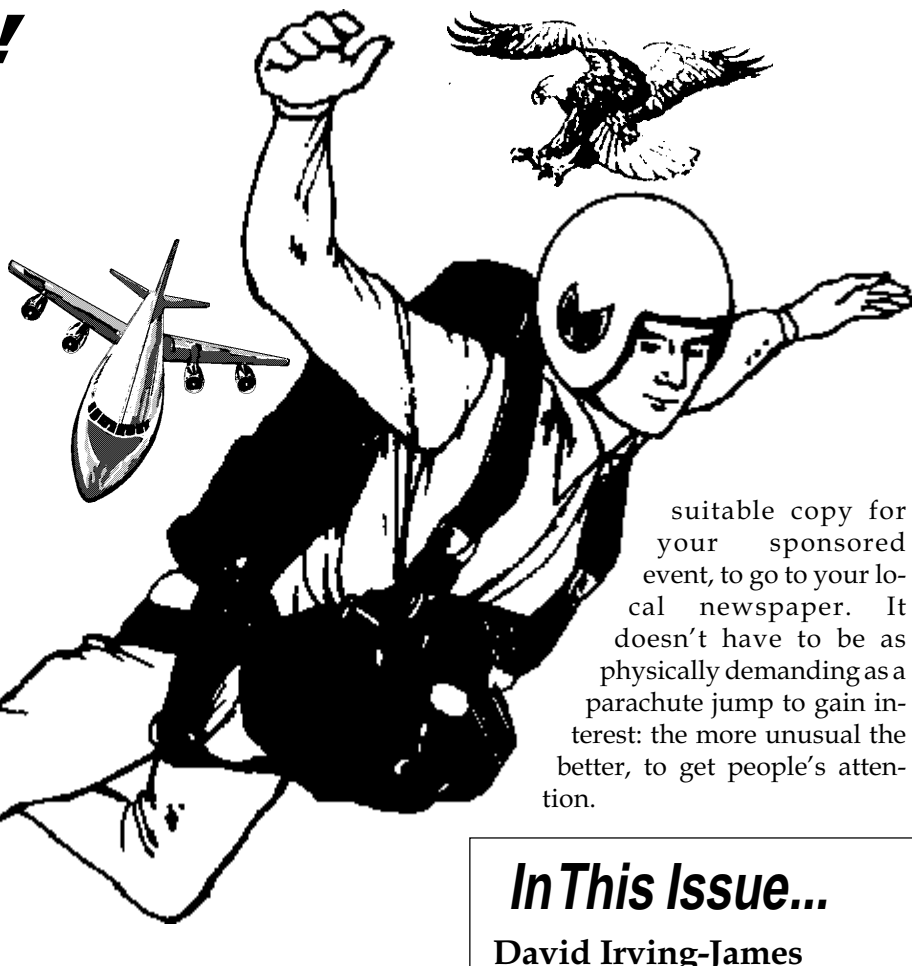 !
suitable copy for
your sponsored
event, to go to your lo-
cal newspaper. It
doesn't have to be as
physically demanding as a
parachute jump to gain in-
terest: the more unusual the
better, to get people's atten-
tion.
In This Issue...
David Irving-James